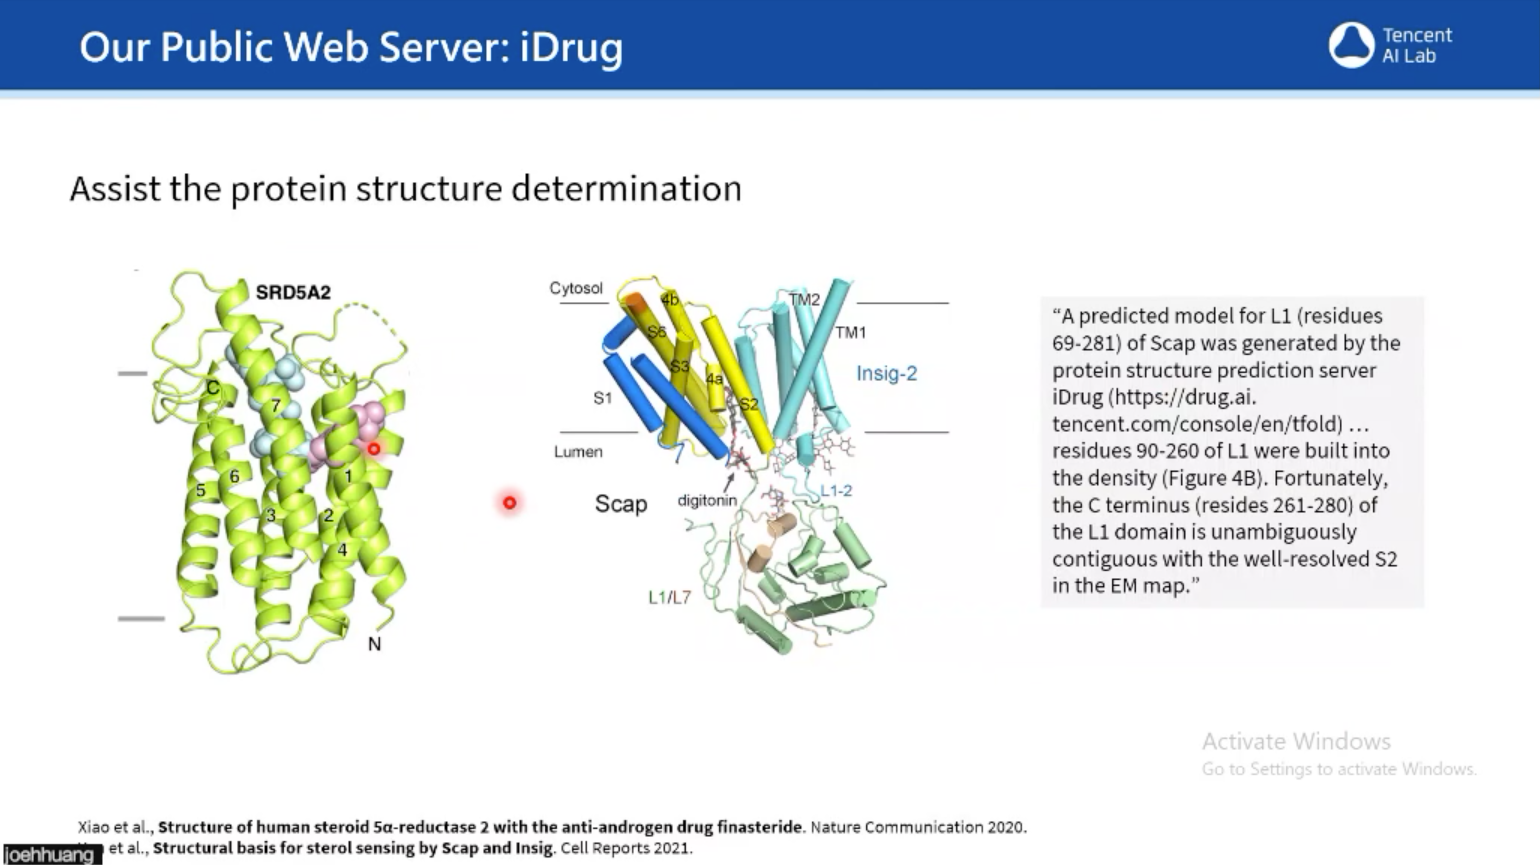 Our Public Web Server: iDrug
Tencent
AI Lab
Assist the protein structure determination
SRD5A2
C
7
6
5
1
3
2
4
N
Cytosol
4b
TM2
S5
TM1
S3
4a
Insig-2
S1
S2
Lumen
Scap
digitonin
L1-2
L1/L7
“A predicted model for L1 (residues
69-281) of Scap was generated by the
protein structure prediction server
iDrug (https://drug.ai.
tencent.com/console/en/tfold) …
residues 90-260 of L1 were built into
the density (Figure 4B). Fortunately,
the C terminus (resides 261-280) of
the L1 domain is unambiguously
contiguous with the well-resolved S2
in the EM map.”
Activate Windows
Go to Settings to activate Windows.
Xiao et al., Structure of human steroid 5α-reductase 2 with the anti-androgen drug finasteride. Nature Communication 2020.
et al., Structural basis for sterol sensing by Scap and Insig. Cell Reports 2021.
joehhuang